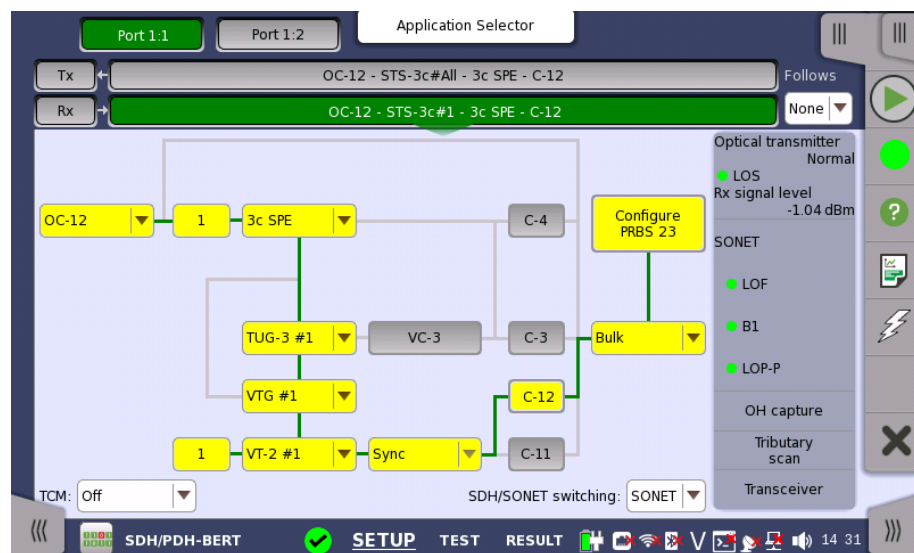 Application Selector
Port 1:1
Port 1:2
Tx
OC-12 - STS-3c#All - 3c SPE - C-12
Follows
Rx
OC-12 - STS-3c#1 - 3c SPE - C-12
None
Optical transmitter
Normal
LOS
Rx signal level
-1.04 dBm
SONET
LOF
B1
LOP-P
OH capture
Tributary
scan
Transceiver
OC-12
1
3c SPE
C-4
Configure
PRBS 23
TUG-3 #1
VC-3
C-3
Bulk
VTG #1
C-12
1
VT-2 #1
Sync
C-11
TCM: Off
SDH/SONET switching: SONET
SDH/PDH-BERT
SETUP
TEST
RESULT
14 31